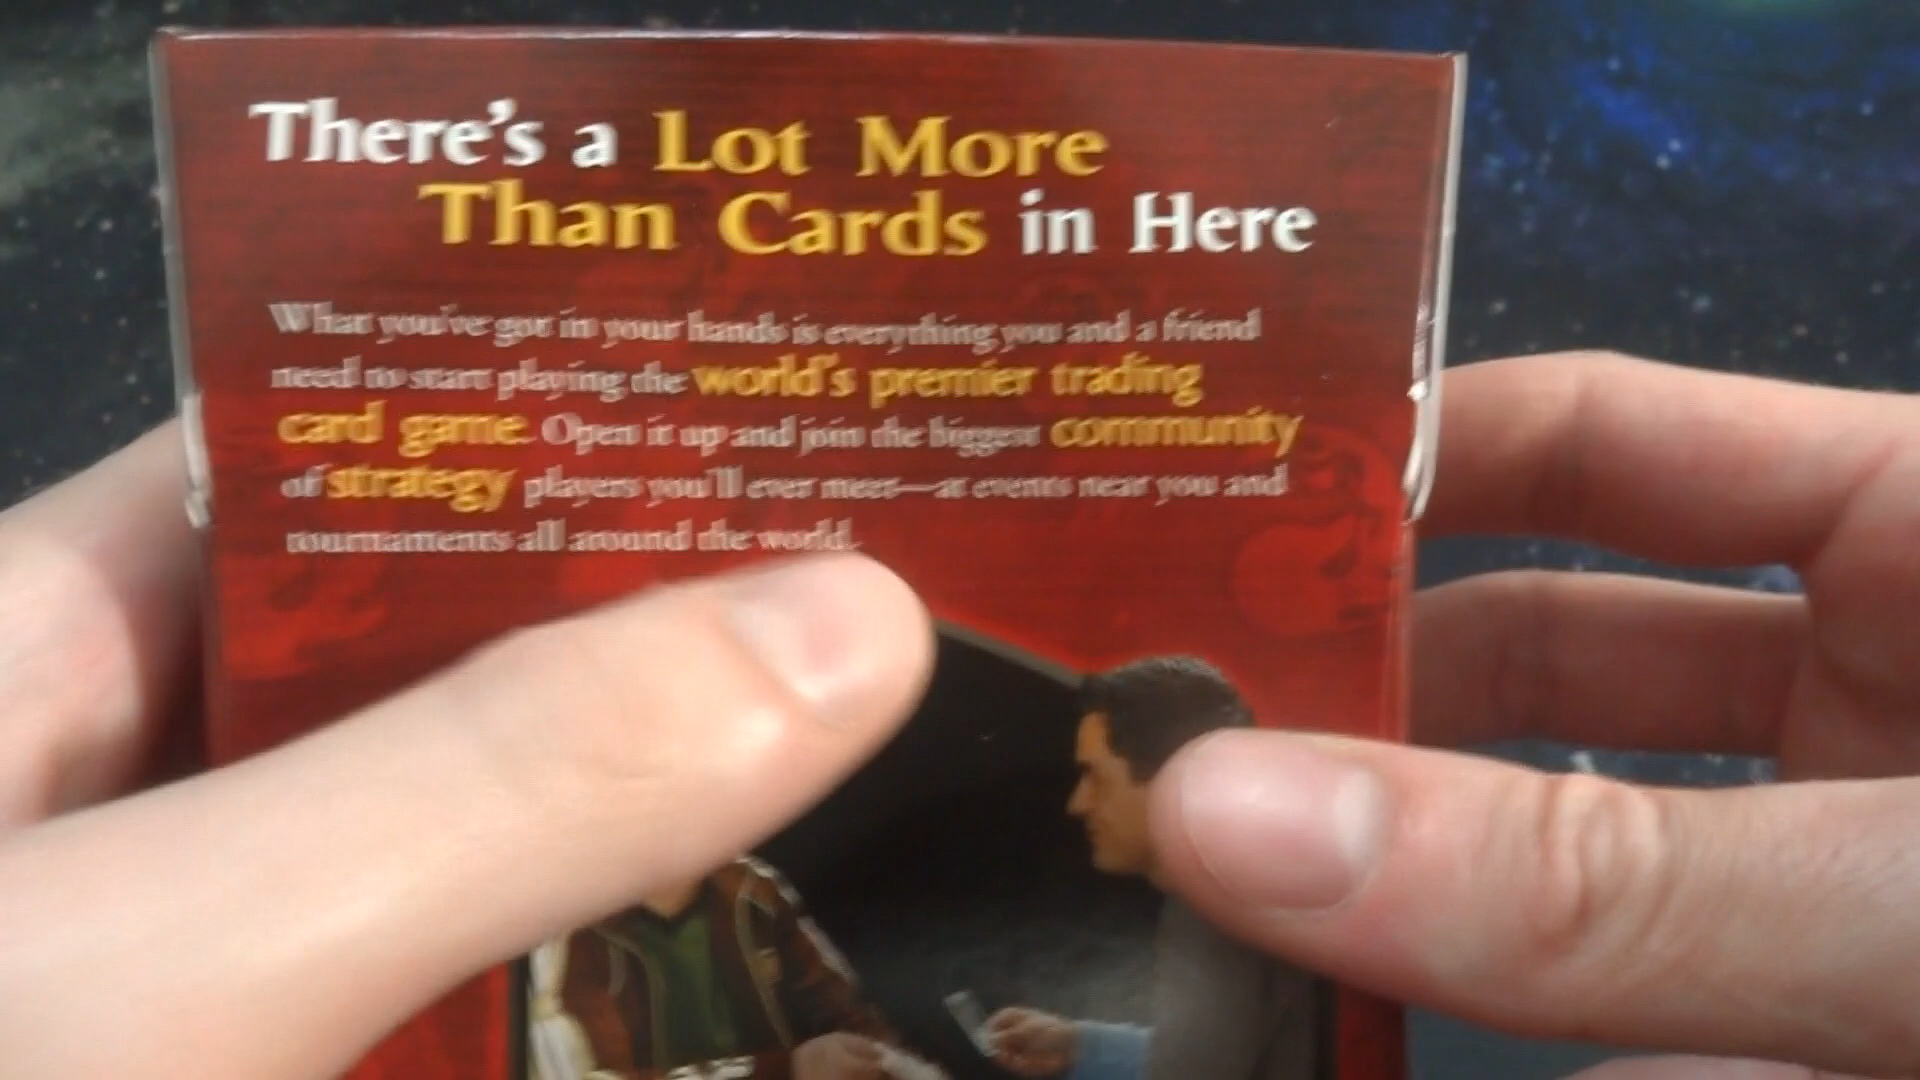 There's a Lot More
Than Cards in Here
What you've got in your hands is everything you and a friend
need to start playing the world's premier trading
card game. Open it up and join the biggest community
of strategy players you'll ever meet—at events near you and
tournaments all around the world.